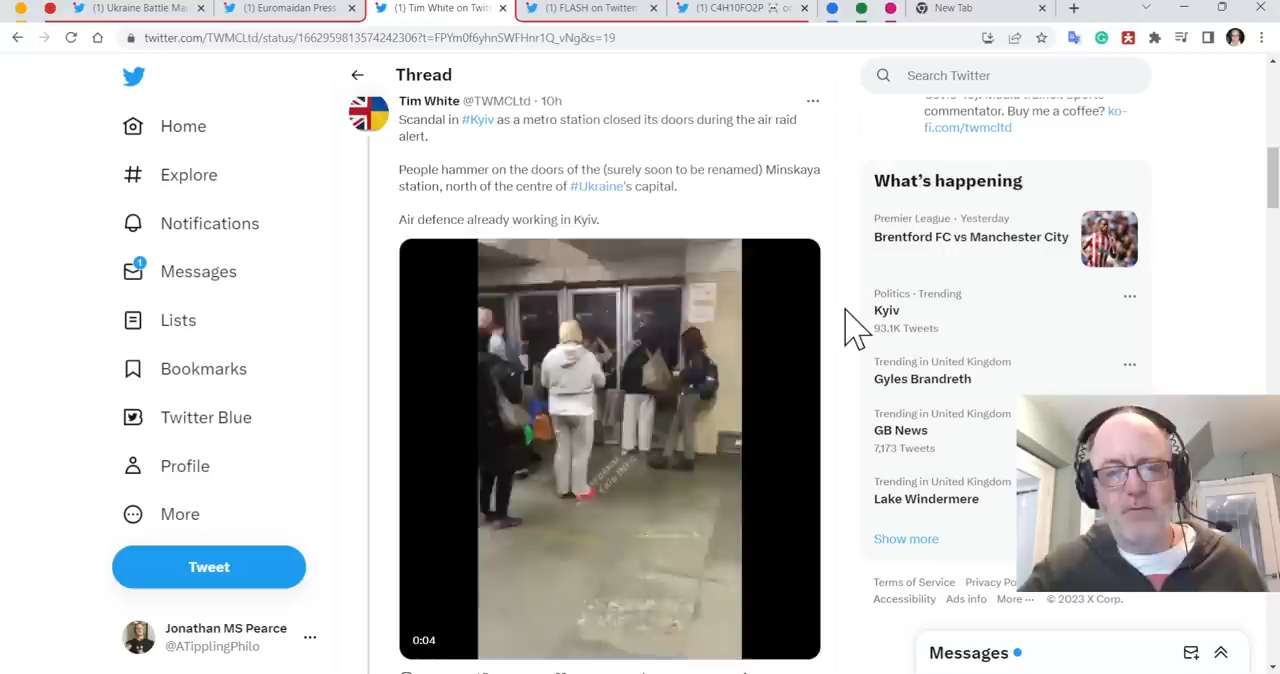 (1) Ukraine Battle Ma
(1) Euromaidan Press
(1) Tim White on Twit
(1) FLASH on Twitter:
(1) C4H10FO2P
New Tab
twitter.com/TWMCLtd/status/1662959813574242306?t=FPYm0f6yhnSWFHnr1Q_vNg&s=19
Home
Explore
Notifications
1
Messages
Lists
Bookmarks
Twitter Blue
Profile
More
Tweet
Jonathan MS Pearce
@ATipplingPhilo
Thread
Tim White @TWMCLtd · 10h
Scandal in #Kyiv as a metro station closed its doors during the air raid
alert.
People hammer on the doors of the (surely soon to be renamed) Minskaya
station, north of the centre of #Ukraine's capital.
Air defence already working in Kyiv.
0:04
Search Twitter
commentator. Buy me a coffee? ko-
fi.com/twmcltd
What's happening
Premier League · Yesterday
Brentford FC vs Manchester City
Politics · Trending
Kyiv
93.1K Tweets
Trending in United Kingdom
Gyles Brandreth
Trending in United Kingdom
GB News
7,173 Tweets
Trending in United Kingdom
Lake Windermere
Show more
Terms of Service Privacy Po
Accessibility Ads info More ··· © 2023 X Corp.
Messages